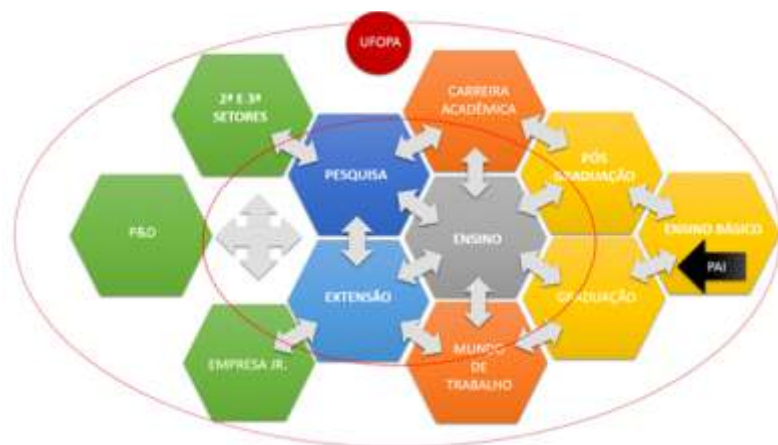 UFOPA
2º E 3º
SETORES
CARREIRA
ACADÊMICA
PESQUISA
PÓS
GRADUAÇÃO
P&D
ENSINO
ENSINO BÁSICO
PAI
EXTENSÃO
GRADUAÇÃO
EMPRESA JR.
MUNDO
DE
TRABALHO